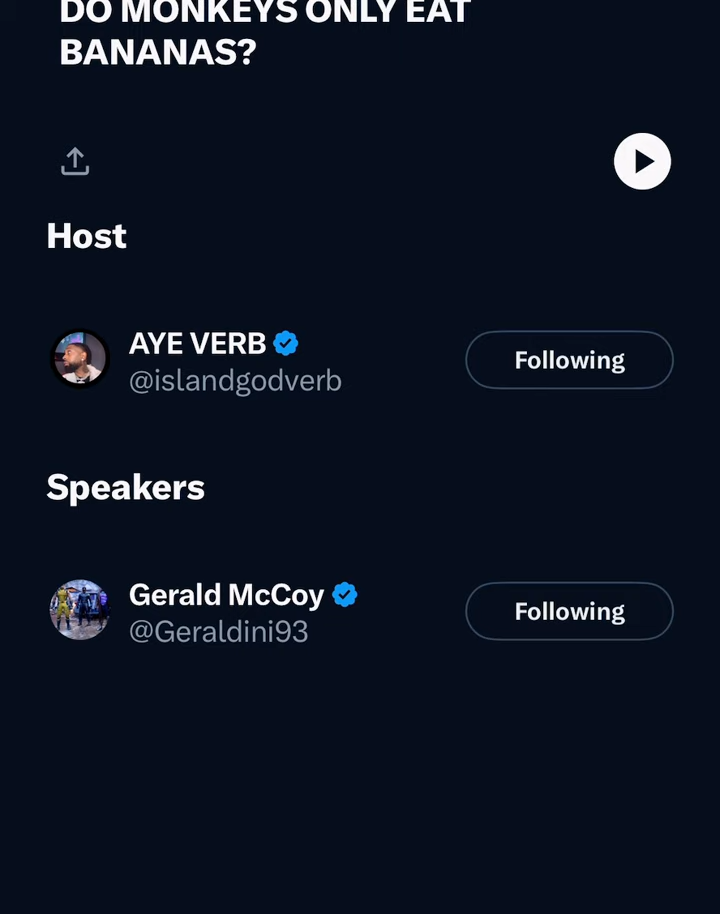 DO MONKEYS ONLY EAT
BANANAS?
Host
AYE VERB
@islandgodverb
Following
Speakers
Gerald McCoy
@Geraldini93
Following